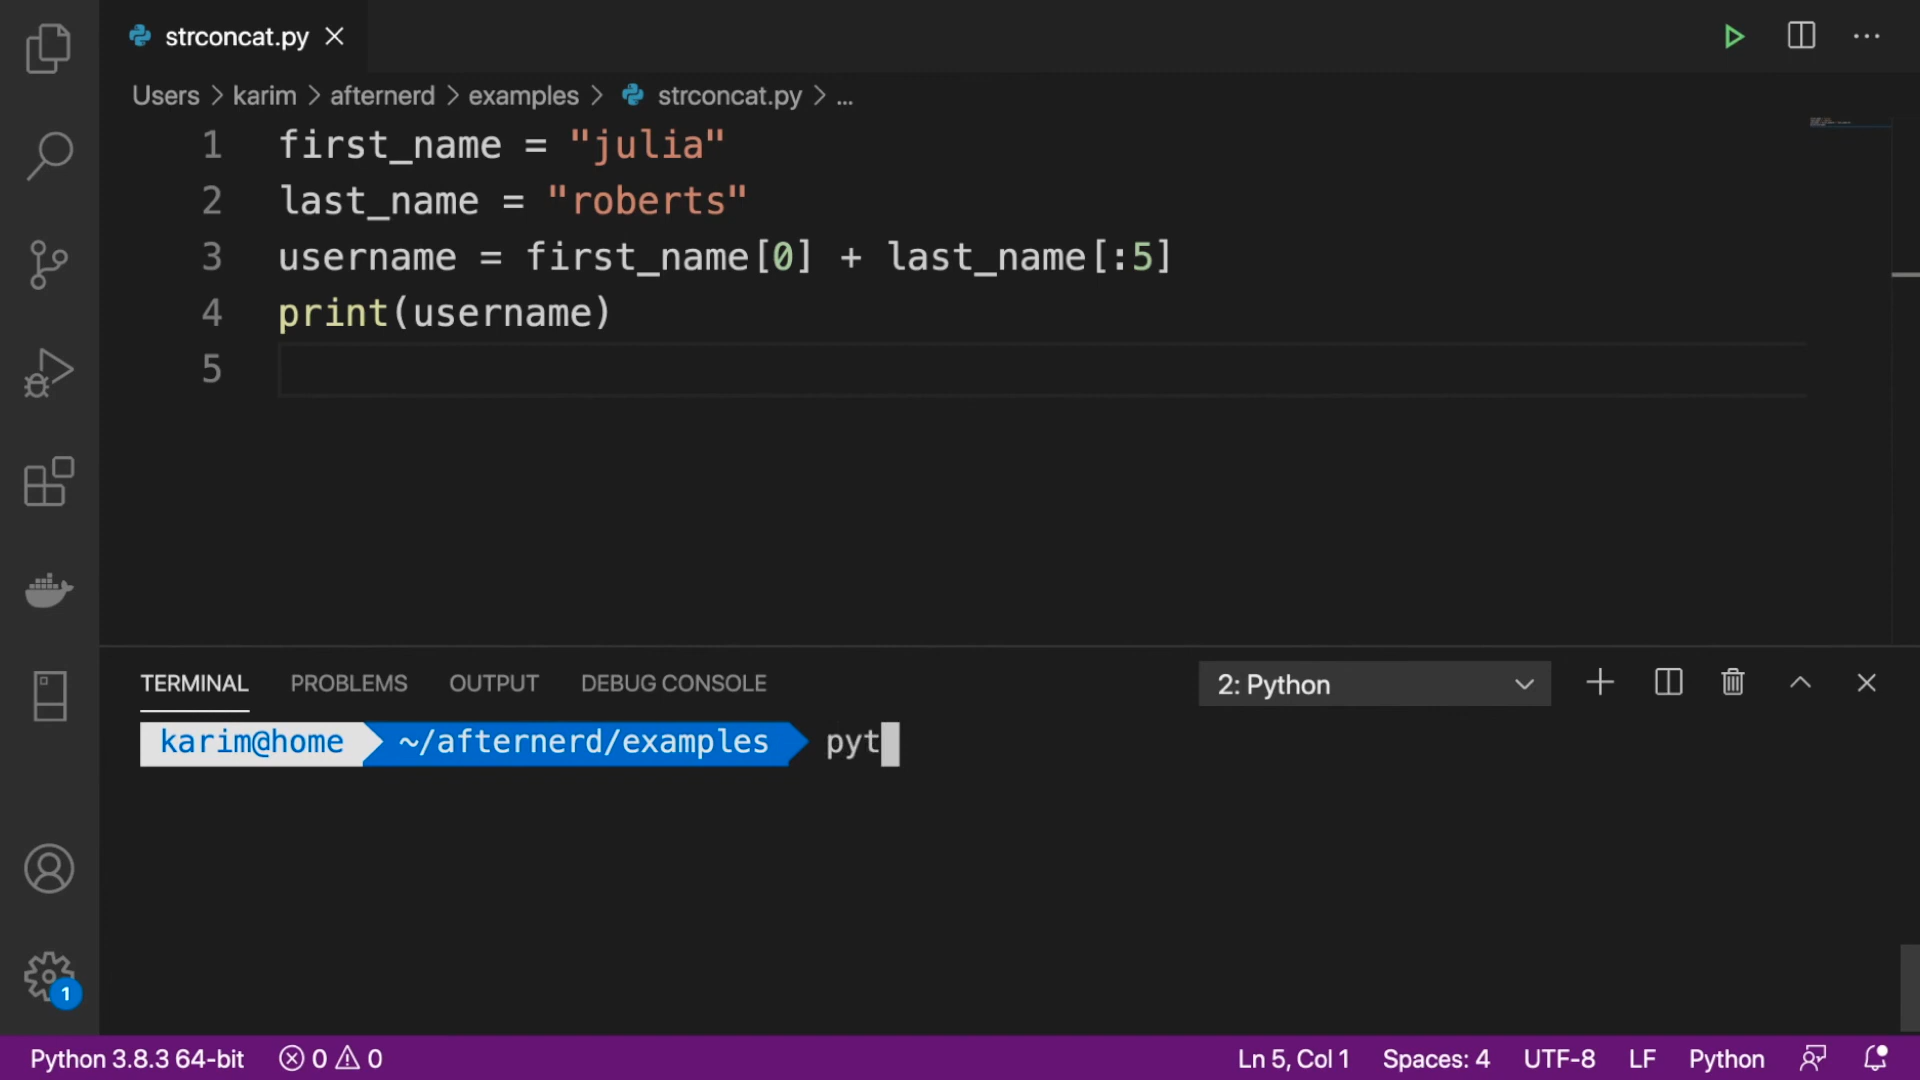 strconcat.py
Users > karim > afternerd > examples > strconcat.py > ...
1 first_name = "julia"
2 last_name = "roberts"
3 username = first_name[0] + last_name[:5]
4 print(username)
5
TERMINAL PROBLEMS OUTPUT DEBUG CONSOLE 2: Python
karim@home ~/afternerd/examples pyt
1
Python 3.8.3 64-bit 0 0 Ln 5, Col 1 Spaces: 4 UTF-8 LF Python